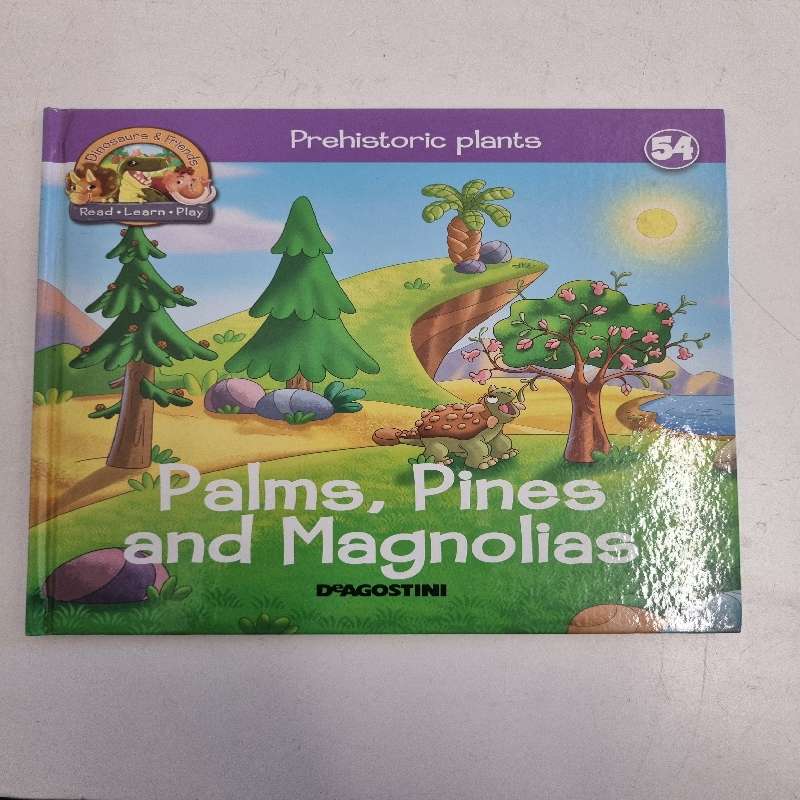 Prehistoric plants
54
Dinosaurs & Friends
Read • Learn • Play
Palms, Pines
and Magnolias
DeAGOSTINI